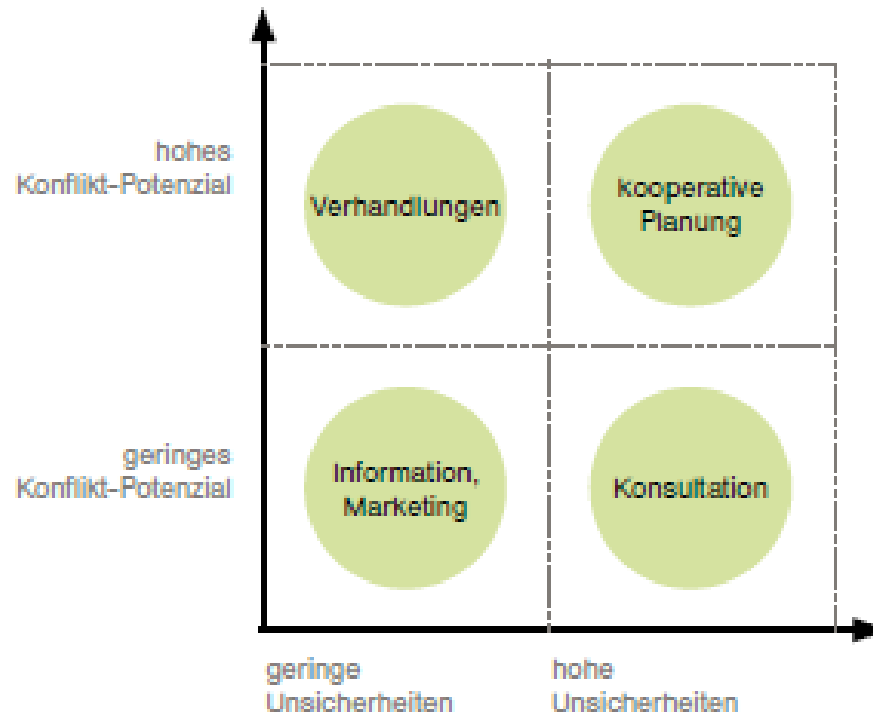 hohes
Konflikt-Potenzial
Verhandlungen
kooperative
Planung
geringes
Konflikt-Potenzial
Information,
Marketing
Konsultation
geringe
Unsicherheiten
hohe
Unsicherheiten